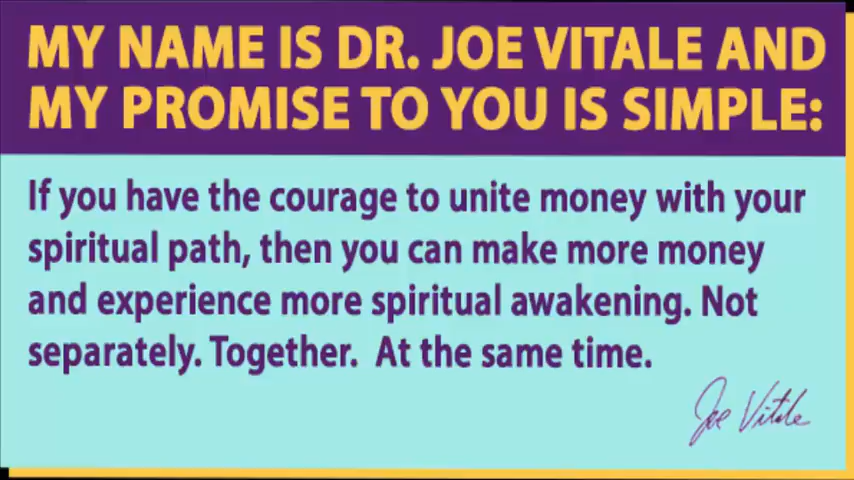 MY NAME IS DR. JOE VITALE AND
MY PROMISE TO YOU IS SIMPLE:
If you have the courage to unite money with your
spiritual path, then you can make more money
and experience more spiritual awakening. Not
separately. Together.  At the same time.
Joe Vitale